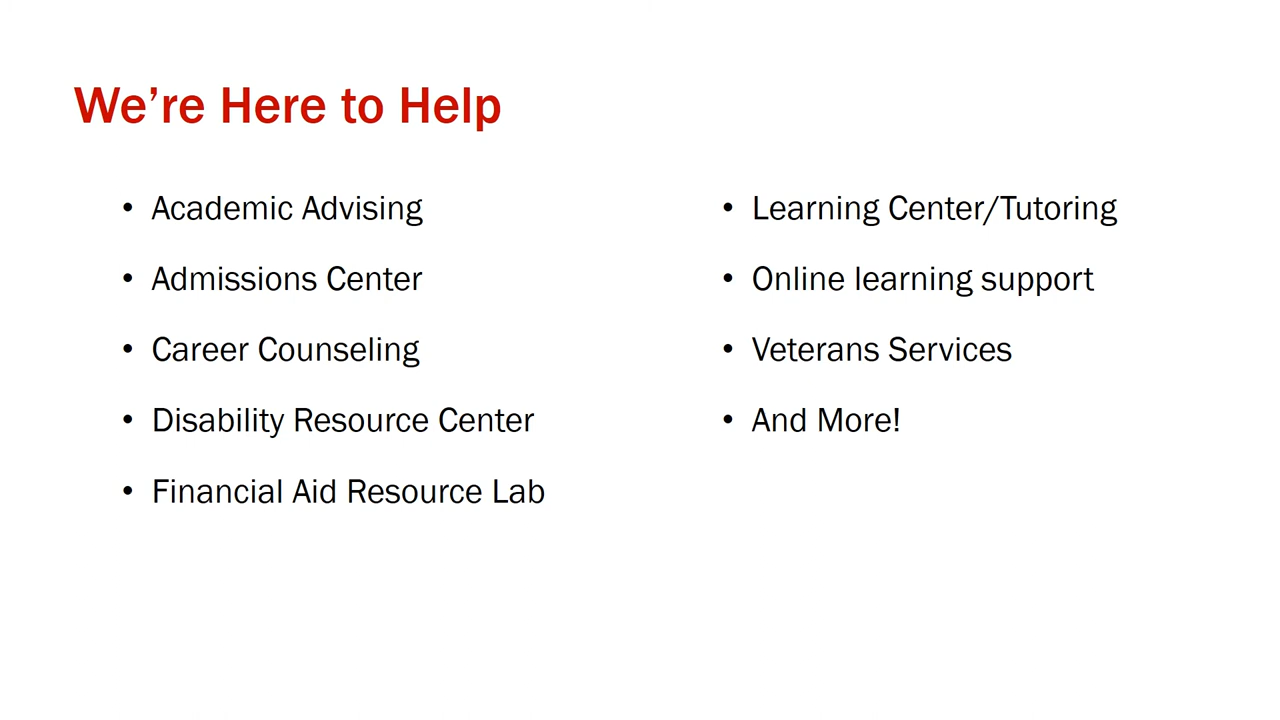 We’re Here to Help
• Academic Advising
• Admissions Center
• Career Counseling
• Disability Resource Center
• Financial Aid Resource Lab
• Learning Center/Tutoring
• Online learning support
• Veterans Services
• And More!